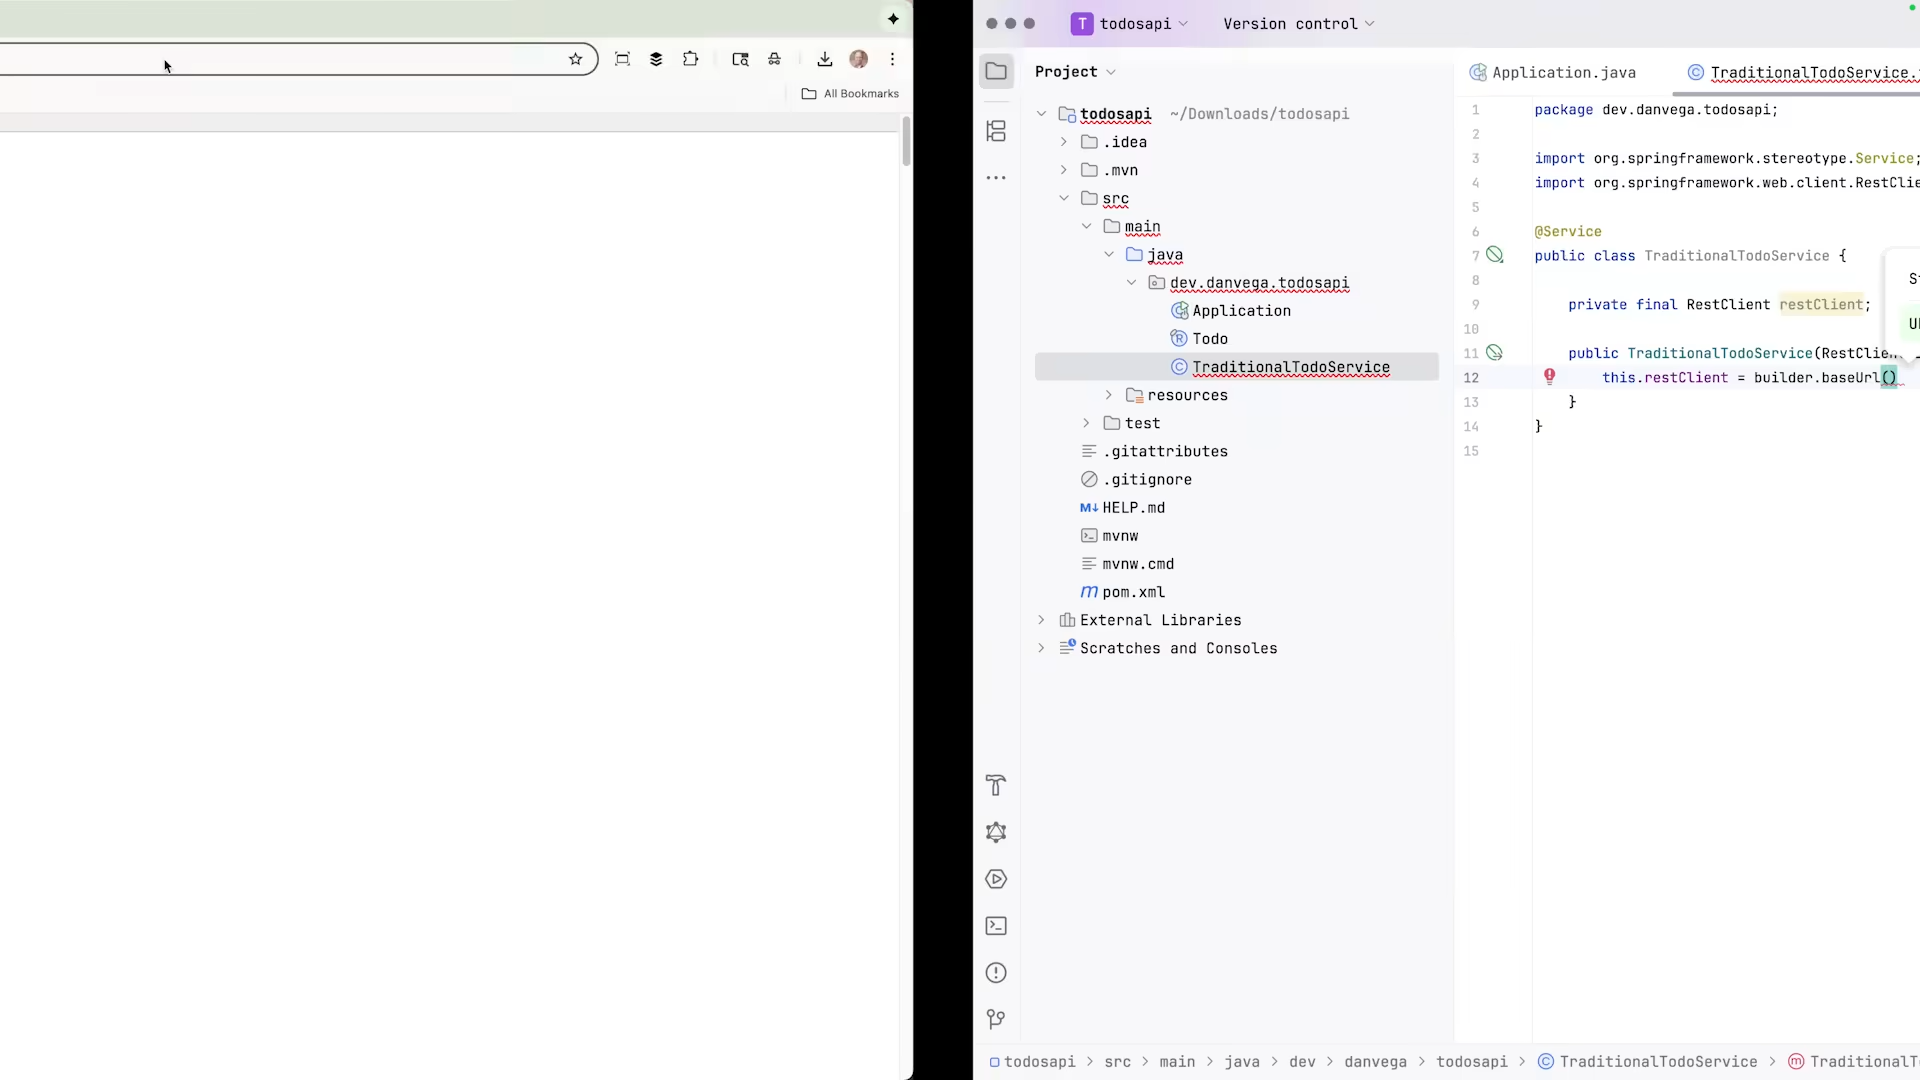 All Bookmarks
T todosapi Version control
Project
todosapi ~/Downloads/todosapi
.idea
.mvn
src
main
java
dev.danvega.todosapi
Application
Todo
TraditionalTodoService
resources
test
.gitattributes
.gitignore
HELP.md
mvnw
mvnw.cmd
pom.xml
External Libraries
Scratches and Consoles
Application.java TraditionalTodoService.
1 package dev.danvega.todosapi;
2
3 import org.springframework.stereotype.Service;
4 import org.springframework.web.client.RestClie
5
6 @Service
7 public class TraditionalTodoService {
8
9 private final RestClient restClient;
10
11 public TraditionalTodoService(RestClien
12 this.restClient = builder.baseUrl()
13 }
14 }
15
todosapi > src > main > java > dev > danvega > todosapi > TraditionalTodoService > TraditionalT